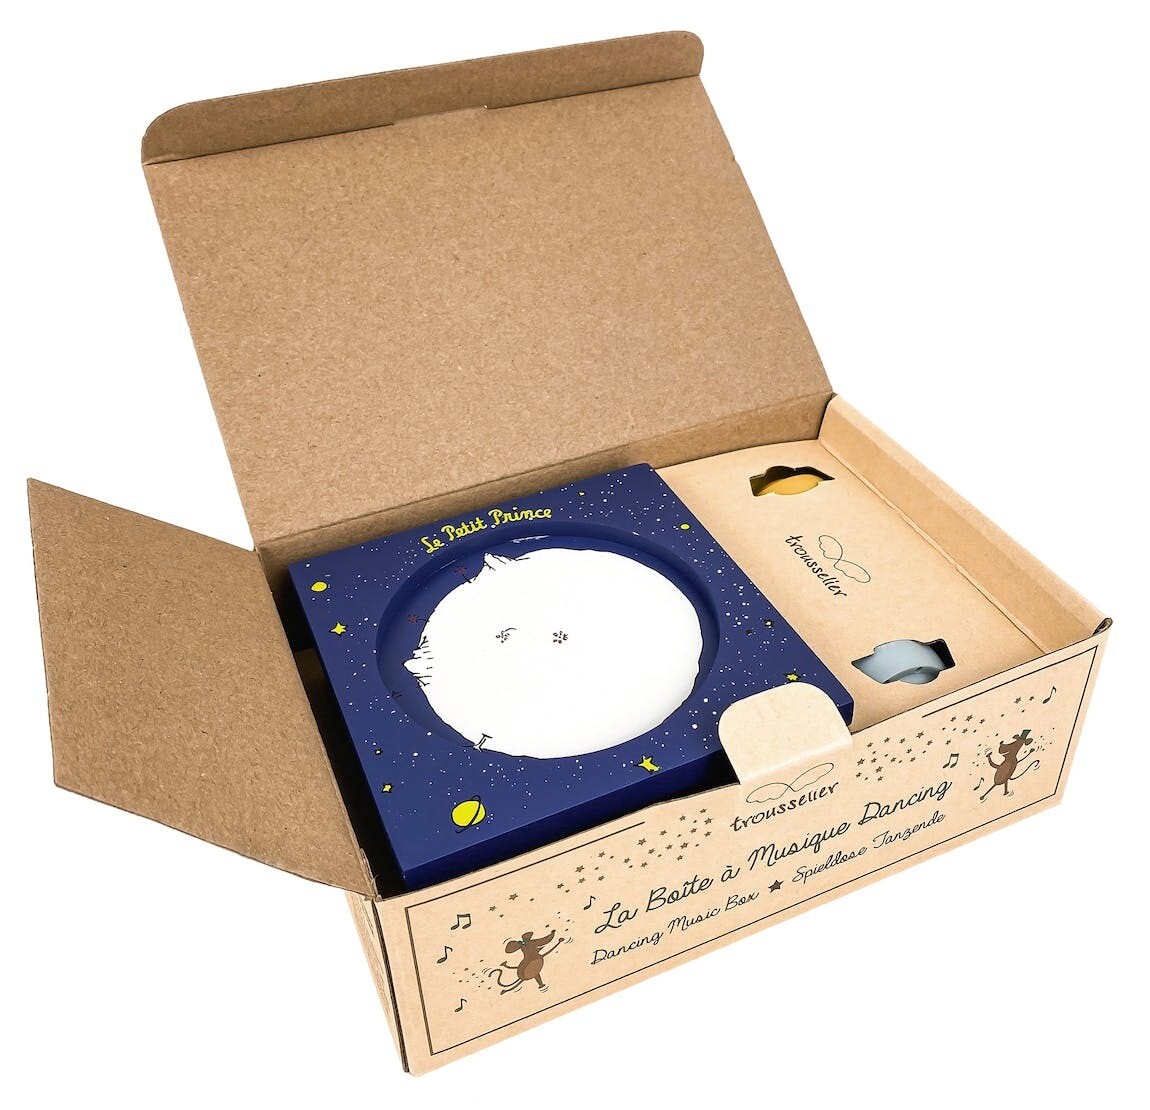 Le Petit Prince
trousselier
trousselier
La Boîte à Musique Dancing
Dancing Music Box ★ Spieldose Tanzende